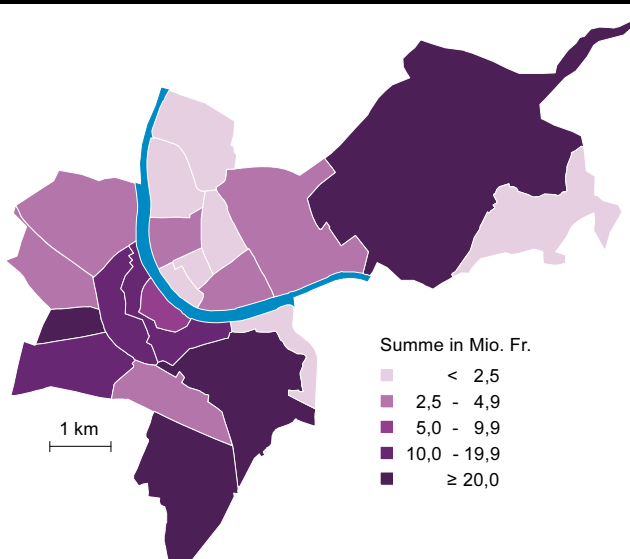 Summe in Mio. Fr.
< 2,5
2,5 - 4,9
5,0 - 9,9
10,0 - 19,9
≥ 20,0
1 km